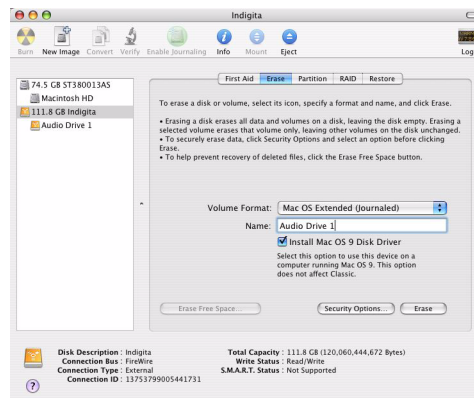 Indigita
Burn New Image Convert Verify Enable Journaling Info Mount Eject Log
74.5 GB ST380013AS
Macintosh HD
111.8 GB Indigita
Audio Drive 1
First Aid Erase Partition RAID Restore
To erase a disk or volume, select its icon, specify a format and name, and click Erase.
• Erasing a disk erases all data and volumes on a disk, leaving the disk empty. Erasing a
selected volume erases that volume only, leaving other volumes on the disk unchanged.
• To securely erase data, click Security Options and select an option before clicking
Erase.
• To help prevent recovery of deleted files, click the Erase Free Space button.
Volume Format: Mac OS Extended (Journaled)
Name: Audio Drive 1
Install Mac OS 9 Disk Driver
Select this option to use this device on a
computer running Mac OS 9. This option
does not affect Classic.
Erase Free Space... Security Options... Erase
Disk Description : Indigita Total Capacity : 111.8 GB (120,060,444,672 Bytes)
Connection Bus : FireWire Write Status : Read/Write
Connection Type : External S.M.A.R.T. Status : Not Supported
Connection ID : 13753799005441731
?